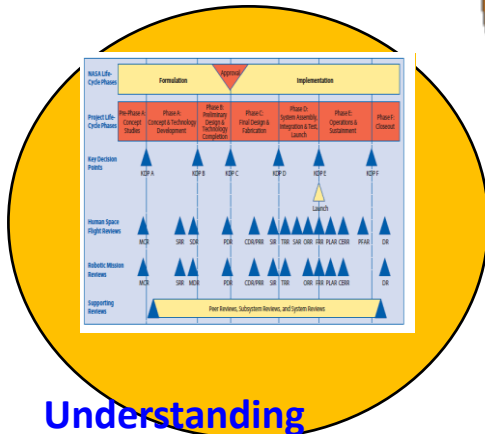 NASA Life-
Cycle Phases
Formulation
Approval
Implementation
Project Life-
Cycle Phases
Pre-Phase A:
Concept
Studies
Phase A:
Concept & Technology
Development
Phase B:
Preliminary
Design &
Technology
Completion
Phase C:
Final Design &
Fabrication
Phase D:
System Assembly,
Integration & Test,
Launch
Phase E:
Operations &
Sustainment
Phase F:
Closeout
Key Decision
Points
KDP A
KDP B
KDP C
KDP D
KDP E
KDP F
Launch
Human Space
Flight Reviews
MCR
SRR
SDR
PDR
CDR/PRR
SIR
TRR
SAR
ORR
FRR
PLAR
CERR
PFAR
DR
Robotic Mission
Reviews
MCR
SRR
MDR
PDR
CDR/PRR
SIR
TRR
ORR
FRR
PLAR
CERR
DR
Supporting
Reviews
Peer Reviews, Subsystem Reviews, and System Reviews
Understanding